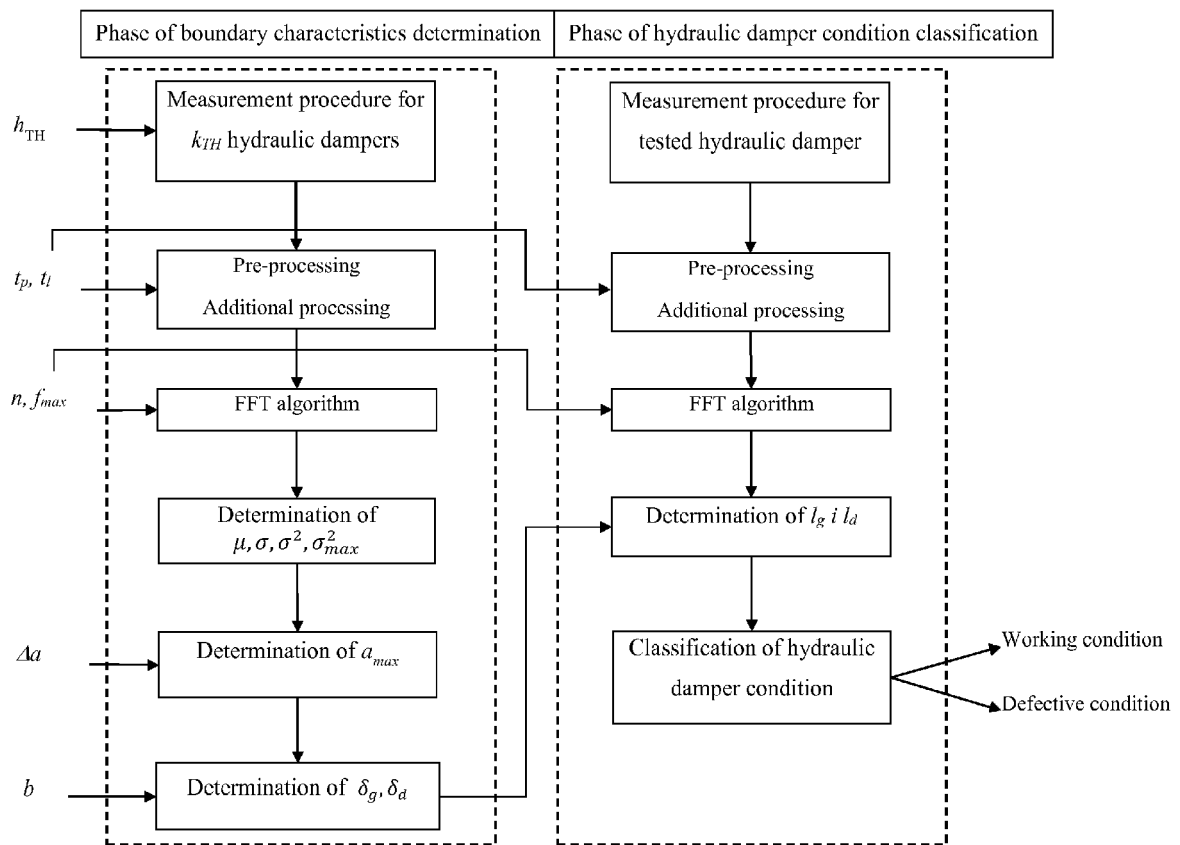 Phase of boundary characteristics determination
Phase of hydraulic damper condition classification
h_TH
Measurement procedure for
k_TH hydraulic dampers
t_p, t_l
Pre-processing
Additional processing
n, f_max
FFT algorithm
Determination of
μ, σ, σ², σ²_max
Δa
Determination of a_max
b
Determination of δ_g, δ_d
Measurement procedure for
tested hydraulic damper
Pre-processing
Additional processing
FFT algorithm
Determination of l_g i l_d
Classification of hydraulic
damper condition
Working condition
Defective condition